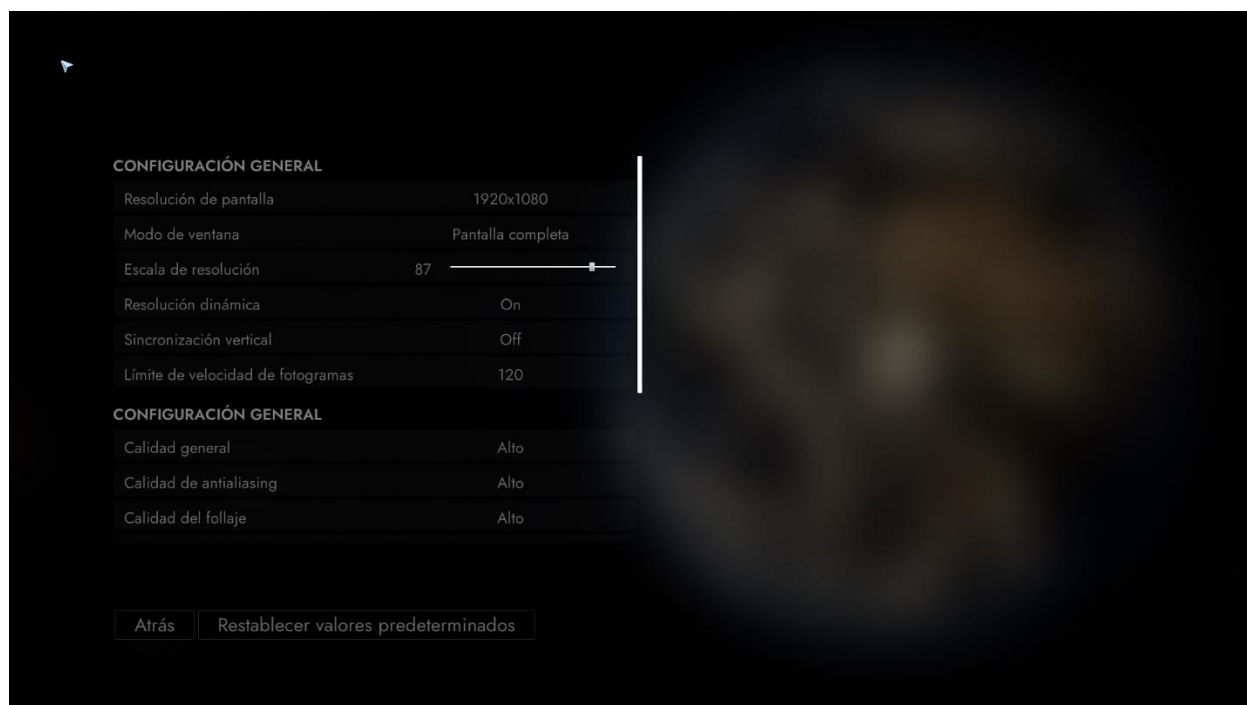 CONFIGURACIÓN GENERAL
Resolución de pantalla 1920x1080
Modo de ventana Pantalla completa
Escala de resolución 87
Resolución dinámica On
Sincronización vertical Off
Límite de velocidad de fotogramas 120
CONFIGURACIÓN GENERAL
Calidad general Alto
Calidad de antialiasing Alto
Calidad del follaje Alto
Atrás Restablecer valores predeterminados